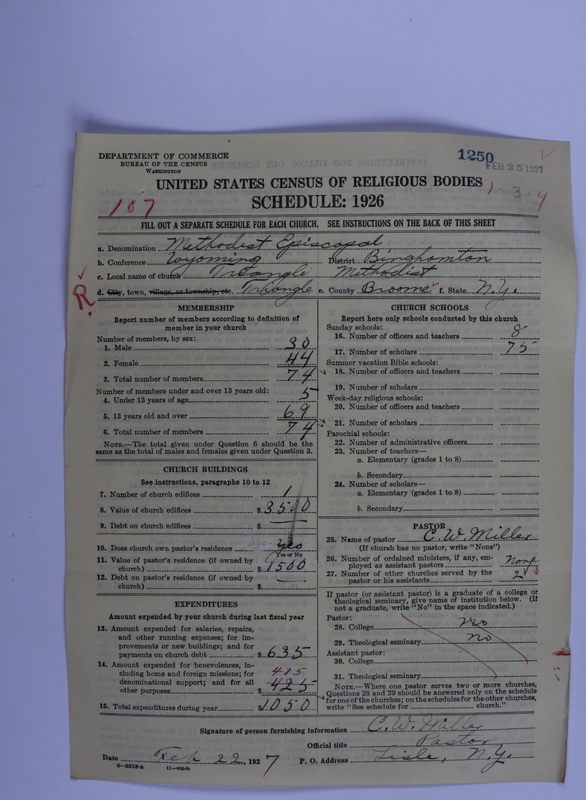 DEPARTMENT OF COMMERCE
BUREAU OF THE CENSUS
WASHINGTON
1250
FEB 25 1927
UNITED STATES CENSUS OF RELIGIOUS BODIES
1-3-4
107
SCHEDULE: 1926
FILL OUT A SEPARATE SCHEDULE FOR EACH CHURCH. SEE INSTRUCTIONS ON THE BACK OF THIS SHEET
a. Denomination Methodist Episcopal
b. Conference Wyoming District Binghamton
c. Local name of church Triangle Methodist
d. City, town, village, or township, etc. Triangle e. County Broome f. State N.Y.
R
MEMBERSHIP
Report number of members according to definition of
member in your church
Number of members, by sex:
1. Male 30
2. Female 44
3. Total number of members 74
Number of members under and over 13 years old:
4. Under 13 years of age 5
5. 13 years old and over 69
6. Total number of members 74
NOTE.—The total given under Question 6 should be the
same as the total of males and females given under Question 3.
CHURCH BUILDINGS
See instructions, paragraphs 10 to 12
7. Number of church edifices 1
8. Value of church edifices $ 3500
9. Debt on church edifices $
10. Does church own pastor's residence yes
Yes or No
11. Value of pastor's residence (if owned by
church) $ 1500
12. Debt on pastor's residence (if owned by
church) $
EXPENDITURES
Amount expended by your church during last fiscal year
13. Amount expended for salaries, repairs,
and other running expenses; for im-
provements or new buildings; and for
payments on church debt $ 635
14. Amount expended for benevolences, in-
cluding home and foreign missions; for 415
denominational support; and for all
other purposes $ 425
15. Total expenditures during year $ 1050
CHURCH SCHOOLS
Report here only schools conducted by this church
Sunday schools:
16. Number of officers and teachers 8
17. Number of scholars 75
Summer vacation Bible schools:
18. Number of officers and teachers
19. Number of scholars
Week-day religious schools:
20. Number of officers and teachers
21. Number of scholars
Parochial schools:
22. Number of administrative officers
23. Number of teachers—
a. Elementary (grades 1 to 8)
b. Secondary
24. Number of scholars—
a. Elementary (grades 1 to 8)
b. Secondary
PASTOR
25. Name of pastor C. W. Miller
(If church has no pastor, write "None")
26. Number of ordained ministers, if any, em-
ployed as assistant pastors None
27. Number of other churches served by the
pastor or his assistants 2
If pastor (or assistant pastor) is a graduate of a college or
theological seminary, give name of institution below. (If
not a graduate, write "No" in the space indicated.)
Pastor:
28. College No
29. Theological seminary No
Assistant pastor:
30. College
31. Theological seminary
NOTE.—Where one pastor serves two or more churches,
Questions 28 and 29 should be answered only on the schedule
for one of the churches; on the schedules for the other churches,
write "See schedule for church."
Signature of person furnishing information C. W. Miller
Official title Pastor
Date Feb 22, 1927 P. O. Address Lisle, N.Y.